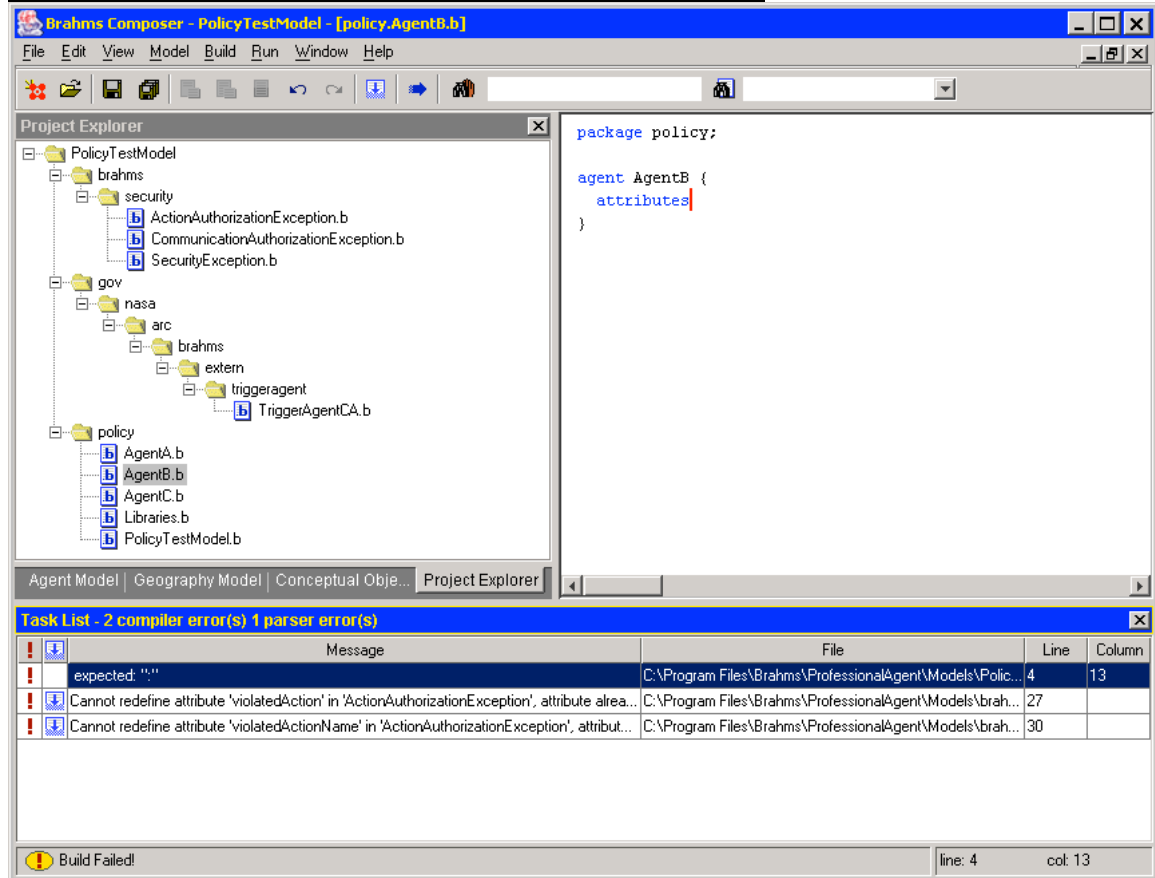 Brahms Composer - PolicyTestModel - [policy.AgentB.b]
File Edit View Model Build Run Window Help
Project Explorer
PolicyTestModel
brahms
security
ActionAuthorizationException.b
CommunicationAuthorizationException.b
SecurityException.b
gov
nasa
arc
brahms
extern
triggeragent
TriggerAgentCA.b
policy
AgentA.b
AgentB.b
AgentC.b
Libraries.b
PolicyTestModel.b
Agent Model | Geography Model | Conceptual Obje... Project Explorer
package policy;
agent AgentB {
attributes
}
Task List - 2 compiler error(s) 1 parser error(s)
! Message File Line Column
! expected: '':'' C:\Program Files\Brahms\ProfessionalAgent\Models\Polic... 4 13
! Cannot redefine attribute 'violatedAction' in 'ActionAuthorizationException', attribute alrea... C:\Program Files\Brahms\ProfessionalAgent\Models\brah... 27
! Cannot redefine attribute 'violatedActionName' in 'ActionAuthorizationException', attribut... C:\Program Files\Brahms\ProfessionalAgent\Models\brah... 30
! Build Failed! line: 4 col: 13